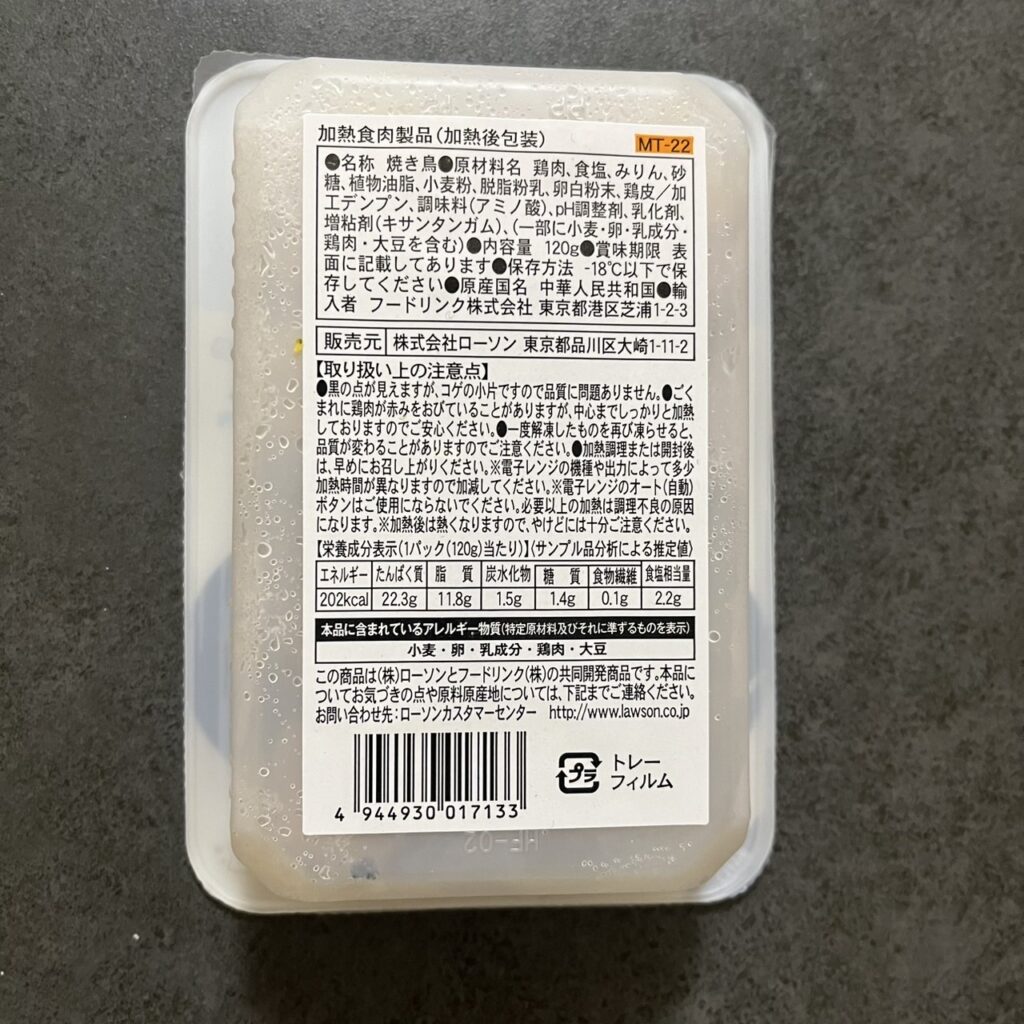 加熱食肉製品(加熱後包装)
MT-22
●名称 焼き鳥●原材料名 鶏肉、食塩、みりん、砂
糖、植物油脂、小麦粉、脱脂粉乳、卵白粉末、鶏皮/加
工デンプン、調味料(アミノ酸)、pH調整剤、乳化剤、
増粘剤(キサンタンガム)、(一部に小麦・卵・乳成分・
鶏肉・大豆を含む)●内容量 120g●賞味期限 表
面に記載してあります●保存方法 -18℃以下で保
存してください●原産国名 中華人民共和国●輸
入者 フードリンク株式会社 東京都港区芝浦1-2-3
販売元 株式会社ローソン 東京都品川区大崎1-11-2
【取り扱い上の注意点】
●黒の点が見えますが、コゲの小片ですので品質に問題ありません。●ごく
まれに鶏肉が赤みをおびていることがありますが、中心までしっかりと加熱
しておりますのでご安心ください。●一度解凍したものを再び凍らせると、
品質が変わることがありますのでご注意ください。●加熱調理または開封後
は、早めにお召し上がりください。※電子レンジの機種や出力によって多少
加熱時間が異なりますので加減してください。※電子レンジのオート(自動)
ボタンはご使用にならないでください。必要以上の加熱は調理不良の原因
になります。※加熱後は熱くなりますので、やけどには十分ご注意ください。
【栄養成分表示(1パック(120g)当たり)】〈サンプル品分析による推定値〉
エネルギー たんぱく質 脂質 炭水化物 糖質 食物繊維 食塩相当量
202kcal 22.3g 11.8g 1.5g 1.4g 0.1g 2.2g
本品に含まれているアレルギー物質(特定原材料及びそれに準ずるものを表示)
小麦・卵・乳成分・鶏肉・大豆
この商品は(株)ローソンとフードリンク(株)の共同開発商品です。本品に
ついてお気づきの点や原料原産地については、下記までご連絡ください。
お問い合わせ先:ローソンカスタマーセンター http://www.lawson.co.jp
プラ トレー
フィルム
4 944930 017133
HF-02